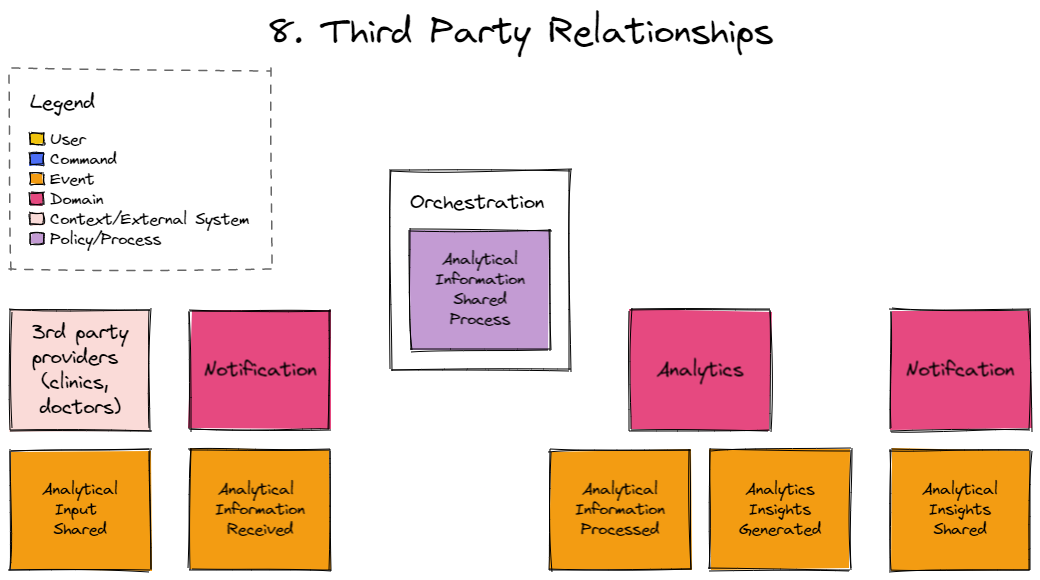 8. Third Party Relationships
Legend
User
Command
Event
Domain
Context/External System
Policy/Process
Orchestration
Analytical
Information
Shared
Process
3rd party
providers
(clinics,
doctors)
Notification
Analytics
Notifcation
Analytical
Input
Shared
Analytical
Information
Received
Analytical
Information
Processed
Analytics
Insights
Generated
Analytical
Insights
Shared